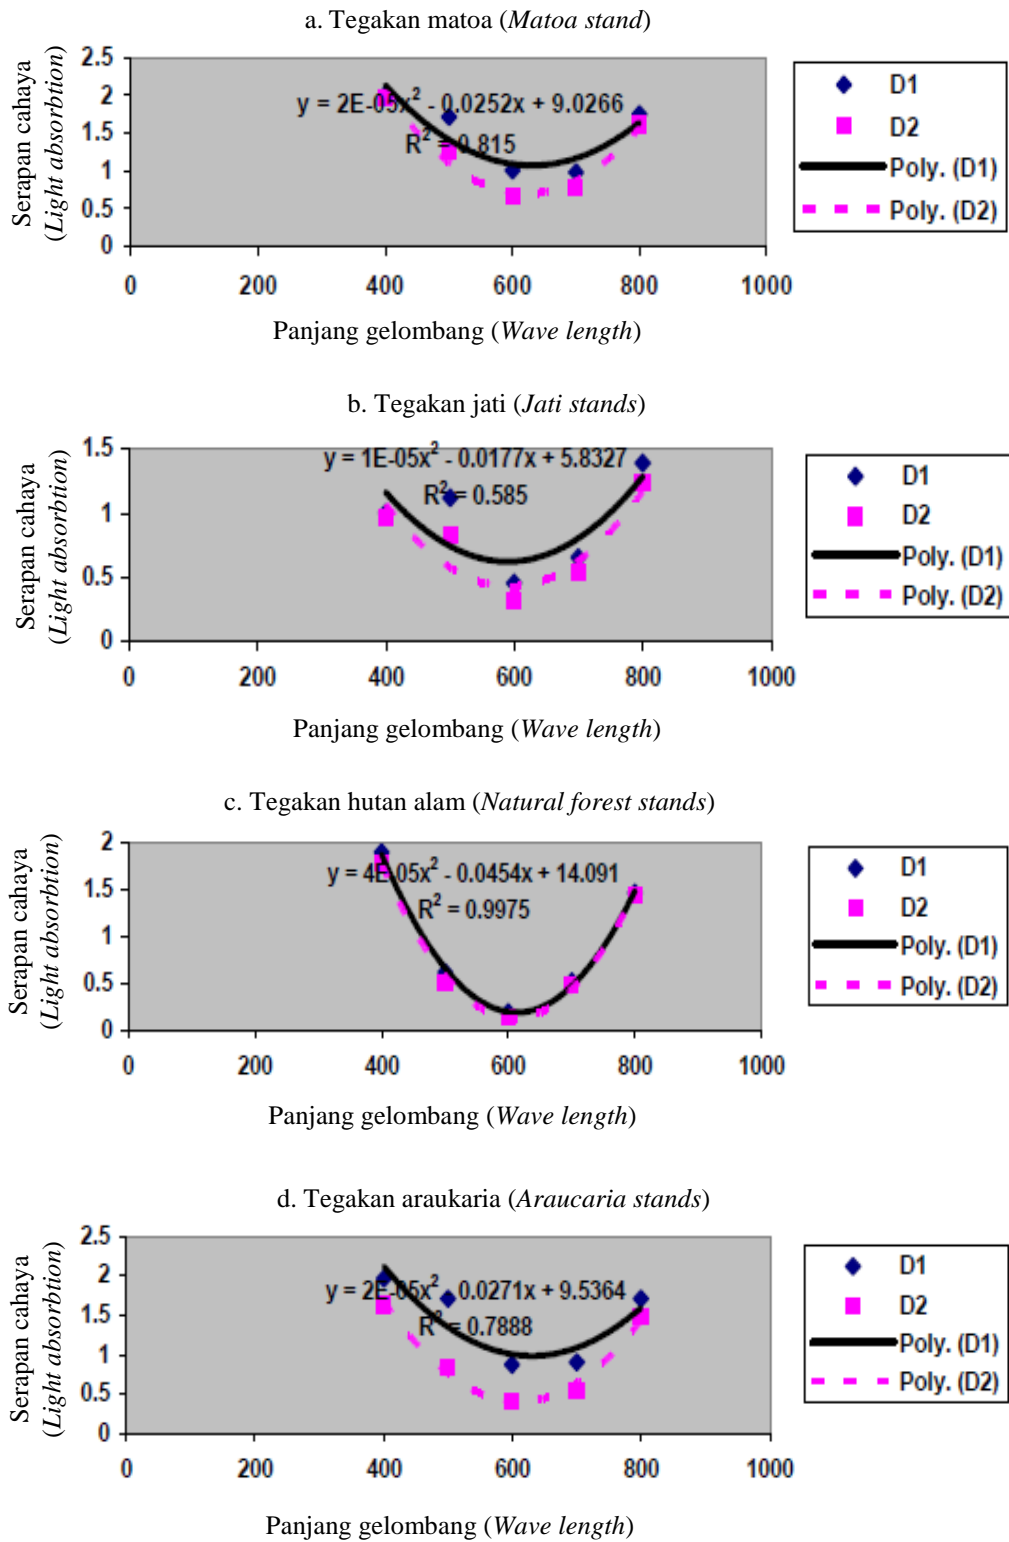 a. Tegakan matoa (Matoa stand)
Serapan cahaya
(Light absorbtion)
2.5
2
1.5
1
0.5
0
y = 2E-05x² - 0.0252x + 9.0266
R² = 0.815
0 200 400 600 800 1000
Panjang gelombang (Wave length)
D1
D2
Poly. (D1)
Poly. (D2)
b. Tegakan jati (Jati stands)
Serapan cahaya
(Light absorbtion)
1.5
1
0.5
0
y = 1E-05x² - 0.0177x + 5.8327
R² = 0.585
0 200 400 600 800 1000
Panjang gelombang (Wave length)
D1
D2
Poly. (D1)
Poly. (D2)
c. Tegakan hutan alam (Natural forest stands)
Serapan cahaya
(Light absorbtion)
2
1.5
1
0.5
0
y = 4E-05x² - 0.0454x + 14.091
R² = 0.9975
0 200 400 600 800 1000
Panjang gelombang (Wave length)
D1
D2
Poly. (D1)
Poly. (D2)
d. Tegakan araukaria (Araucaria stands)
Serapan cahaya
(Light absorbtion)
2.5
2
1.5
1
0.5
0
y = 2E-05x² - 0.0271x + 9.5364
R² = 0.7888
0 200 400 600 800 1000
Panjang gelombang (Wave length)
D1
D2
Poly. (D1)
Poly. (D2)